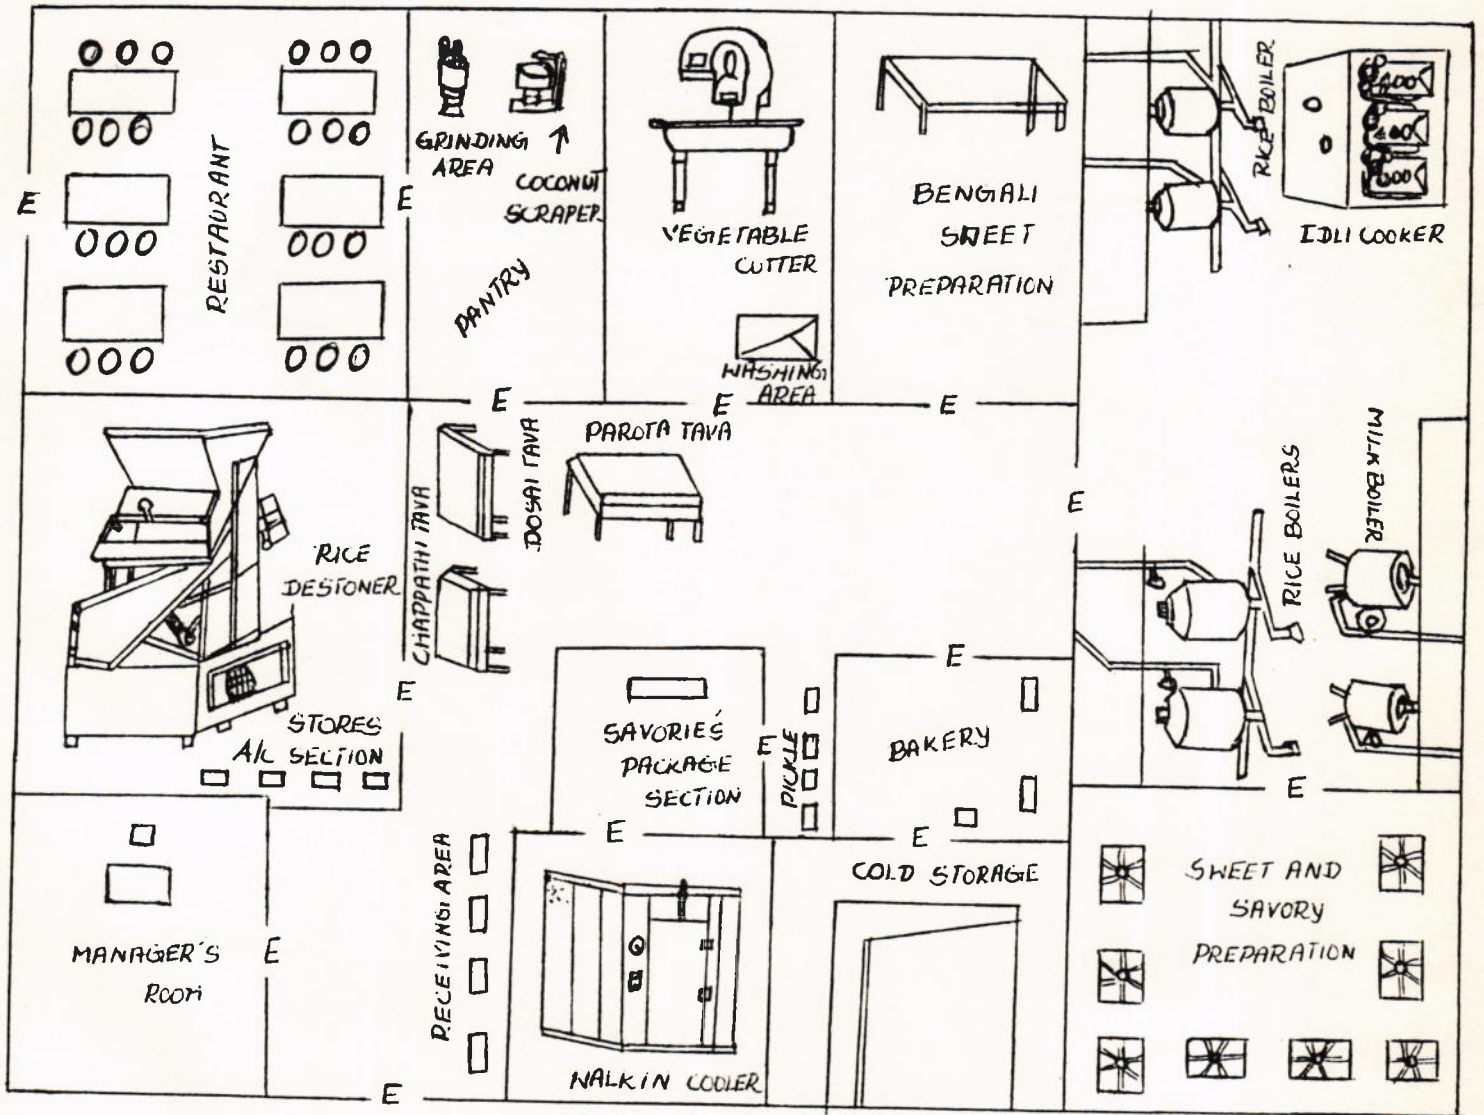 E
RESTAURANT
E
GRINDING
AREA
COCONUT
SCRAPER
PANTRY
E
VEGETABLE
CUTTER
WASHING
AREA
E
BENGALI
SWEET
PREPARATION
E
RICE BOILER
IDLI COOKER
RICE
DESTONER
STORES
A/C SECTION
CHAPPATHI TAVA
E
DOSAI TAVA
PAROTA TAVA
E
RICE BOILERS
MILK BOILER
SAVORIE'S
PACKAGE
SECTION
E
E
PICKLE
E
BAKERY
E
E
MANAGER'S
ROOM
E
RECEIVING AREA
E
WALKIN COOLER
COLD STORAGE
SWEET AND
SAVORY
PREPARATION